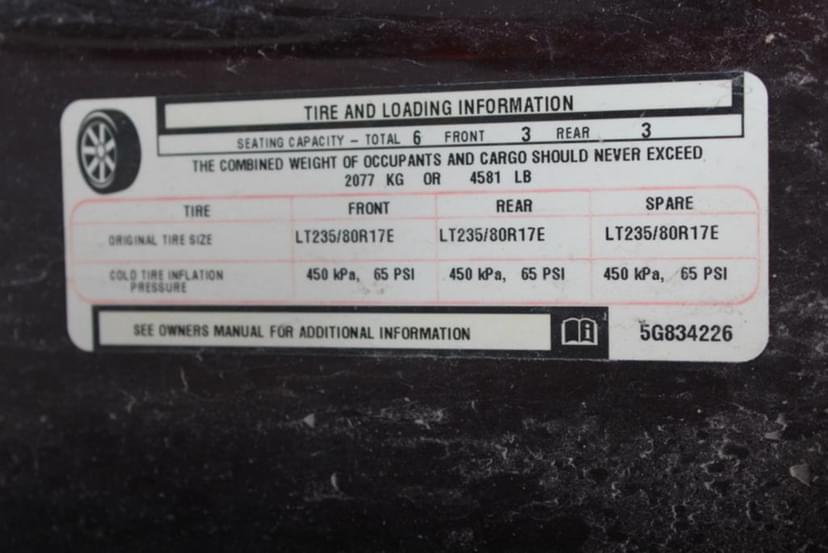 TIRE AND LOADING INFORMATION
SEATING CAPACITY – TOTAL 6 FRONT 3 REAR 3
THE COMBINED WEIGHT OF OCCUPANTS AND CARGO SHOULD NEVER EXCEED
2077 KG OR 4581 LB
TIRE FRONT REAR SPARE
ORIGINAL TIRE SIZE LT235/80R17E LT235/80R17E LT235/80R17E
COLD TIRE INFLATION 450 kPa, 65 PSI 450 kPa, 65 PSI 450 kPa, 65 PSI
PRESSURE
SEE OWNERS MANUAL FOR ADDITIONAL INFORMATION i 5G834226